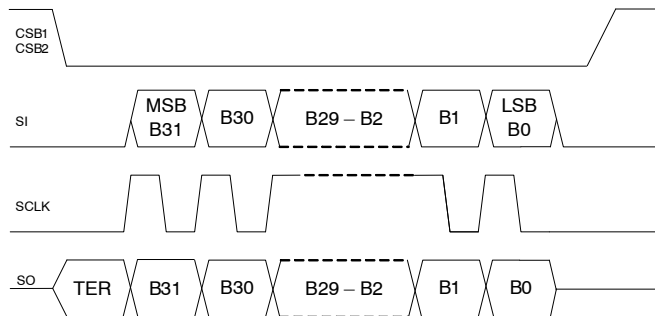 CSB1
CSB2
SI
MSB
B31
B30
B29 – B2
B1
LSB
B0
SCLK
SO
TER
B31
B30
B29 – B2
B1
B0